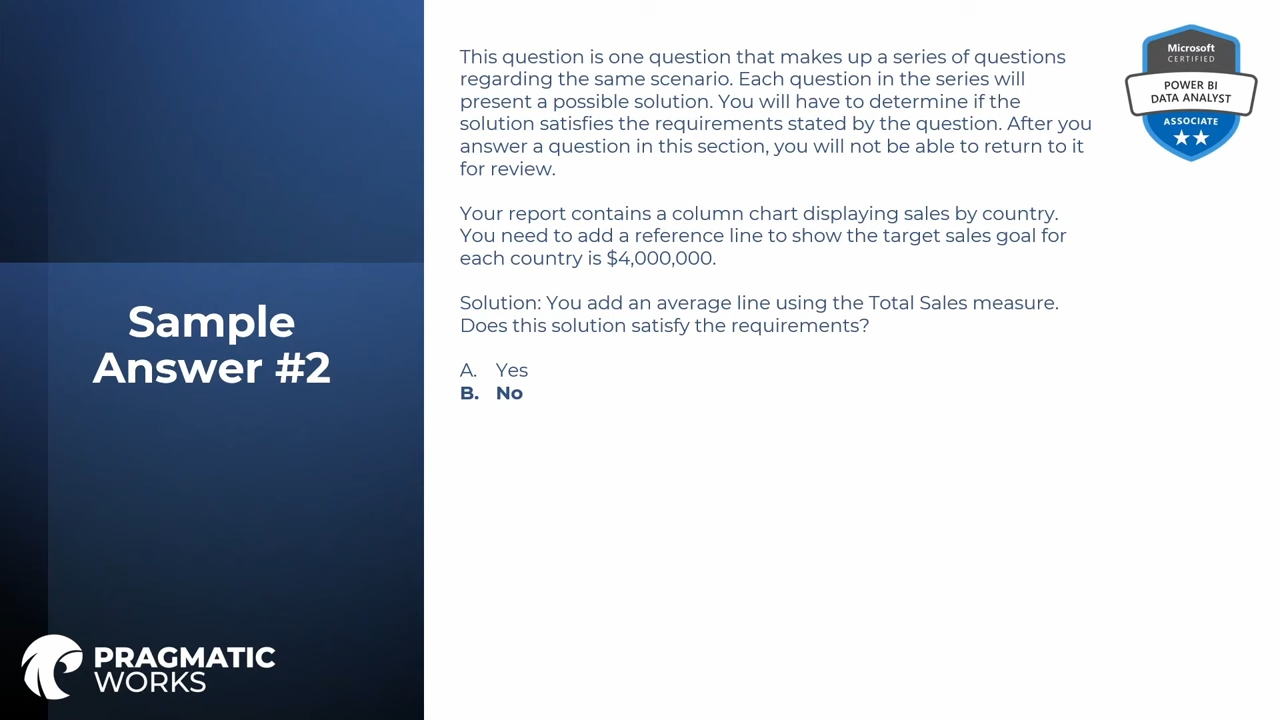 Sample
Answer #2
PRAGMATIC
WORKS
This question is one question that makes up a series of questions
regarding the same scenario. Each question in the series will
present a possible solution. You will have to determine if the
solution satisfies the requirements stated by the question. After you
answer a question in this section, you will not be able to return to it
for review.
Your report contains a column chart displaying sales by country.
You need to add a reference line to show the target sales goal for
each country is $4,000,000.
Solution: You add an average line using the Total Sales measure.
Does this solution satisfy the requirements?
A. Yes
B. No
Microsoft
CERTIFIED
POWER BI
DATA ANALYST
ASSOCIATE